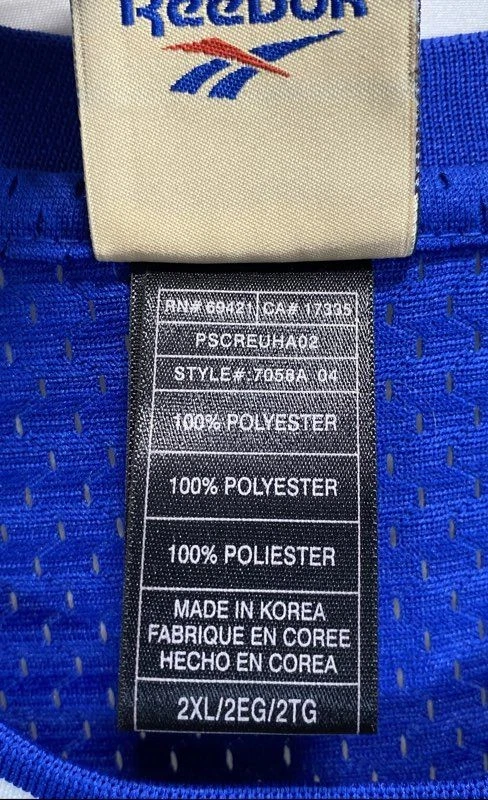 Reebok
RN# 69421 CA# 17335
PSCREUHA02
STYLE#-7058A 04
100% POLYESTER
100% POLYESTER
100% POLIESTER
MADE IN KOREA
FABRIQUE EN COREE
HECHO EN COREA
2XL/2EG/2TG